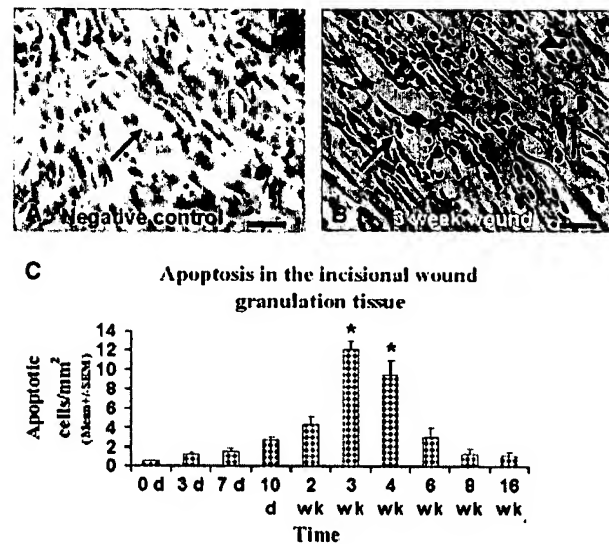 A> Negative control
B 3 week wound
C
Apoptosis in the incisional wound
granulation tissue
Apoptotic
cells/mm²
(Mean+/-SEM)
14
12
10
8
6
4
2
0
* *
0 d 3 d 7 d 10 2 3 4 6 8 16
d wk wk wk wk wk wk
Time